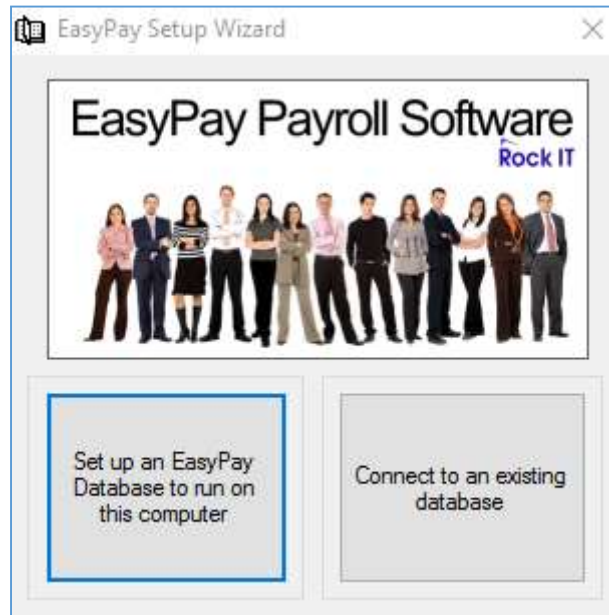 EasyPay Setup Wizard
EasyPay Payroll Software
Rock IT
Set up an EasyPay
Database to run on
this computer
Connect to an existing
database